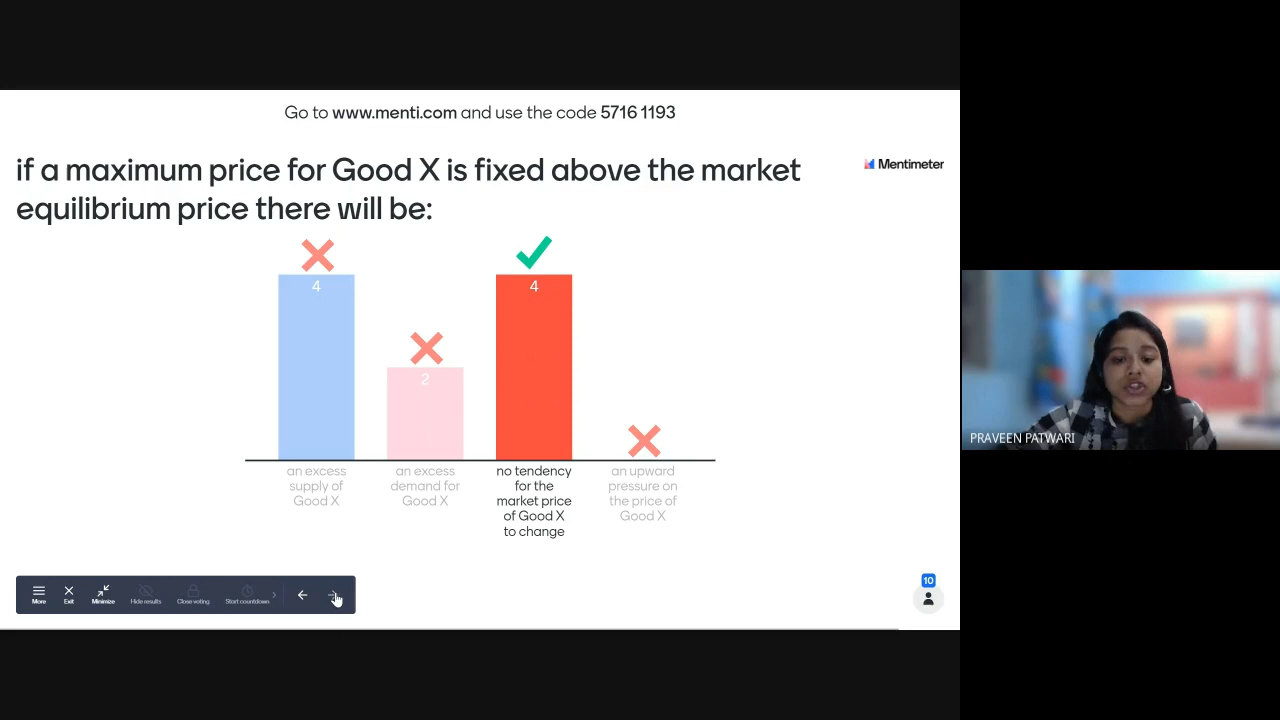 Go to www.menti.com and use the code 5716 1193
if a maximum price for Good X is fixed above the market
equilibrium price there will be:
Mentimeter
4
2
4
an excess
supply of
Good X
an excess
demand for
Good X
no tendency
for the
market price
of Good X
to change
an upward
pressure on
the price of
Good X
More
Exit
Minimize
Hide results
Close voting
Start countdown
10
PRAVEEN PATWARI